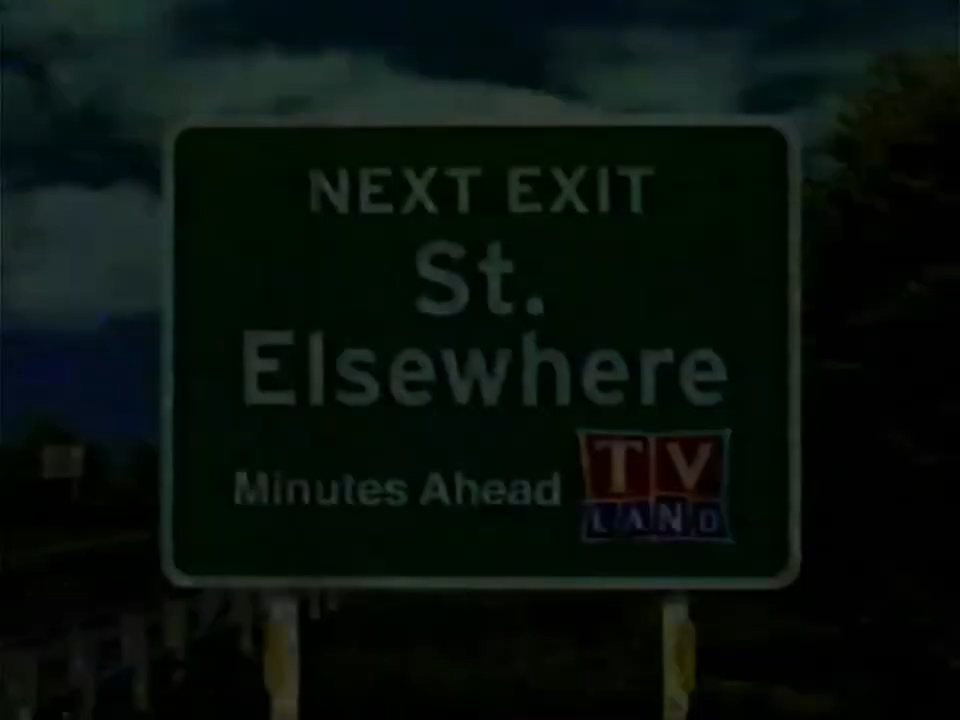 NEXT EXIT
St.
Elsewhere
Minutes Ahead
TV
LAND